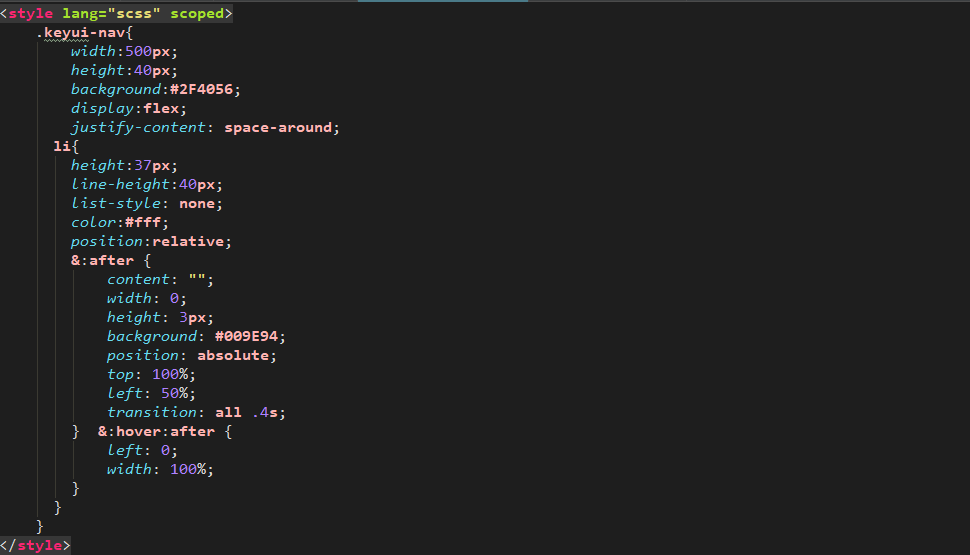 <style lang="scss" scoped>
.keyui-nav{
width:500px;
height:40px;
background:#2F4056;
display:flex;
justify-content: space-around;
li{
height:37px;
line-height:40px;
list-style: none;
color:#fff;
position:relative;
&:after {
content: "";
width: 0;
height: 3px;
background: #009E94;
position: absolute;
top: 100%;
left: 50%;
transition: all .4s;
}  &:hover:after {
left: 0;
width: 100%;
}
}
}
</style>